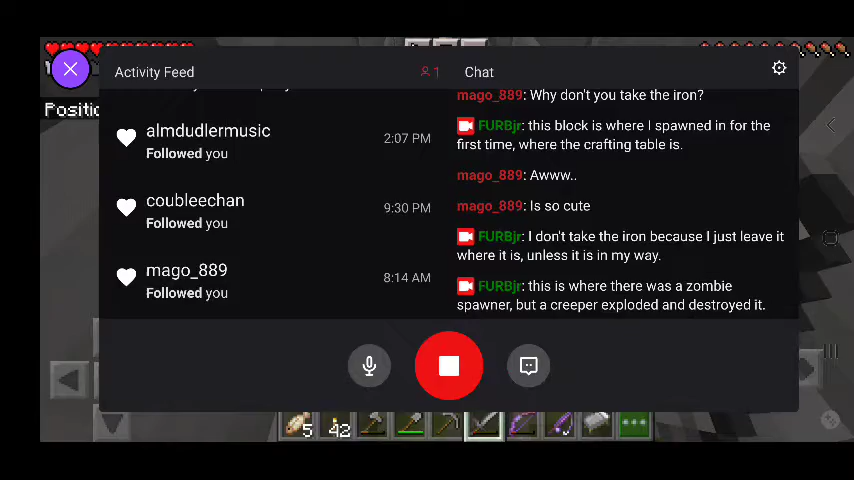 Positio
Activity Feed
1
almdudlermusic
Followed you
2:07 PM
coubleechan
Followed you
9:30 PM
mago_889
Followed you
8:14 AM
Chat
mago_889: Why don't you take the iron?
FURBjr: this block is where I spawned in for the
first time, where the crafting table is.
mago_889: Awww..
mago_889: Is so cute
FURBjr: I don't take the iron because I just leave it
where it is, unless it is in my way.
FURBjr: this is where there was a zombie
spawner, but a creeper exploded and destroyed it.
5
42